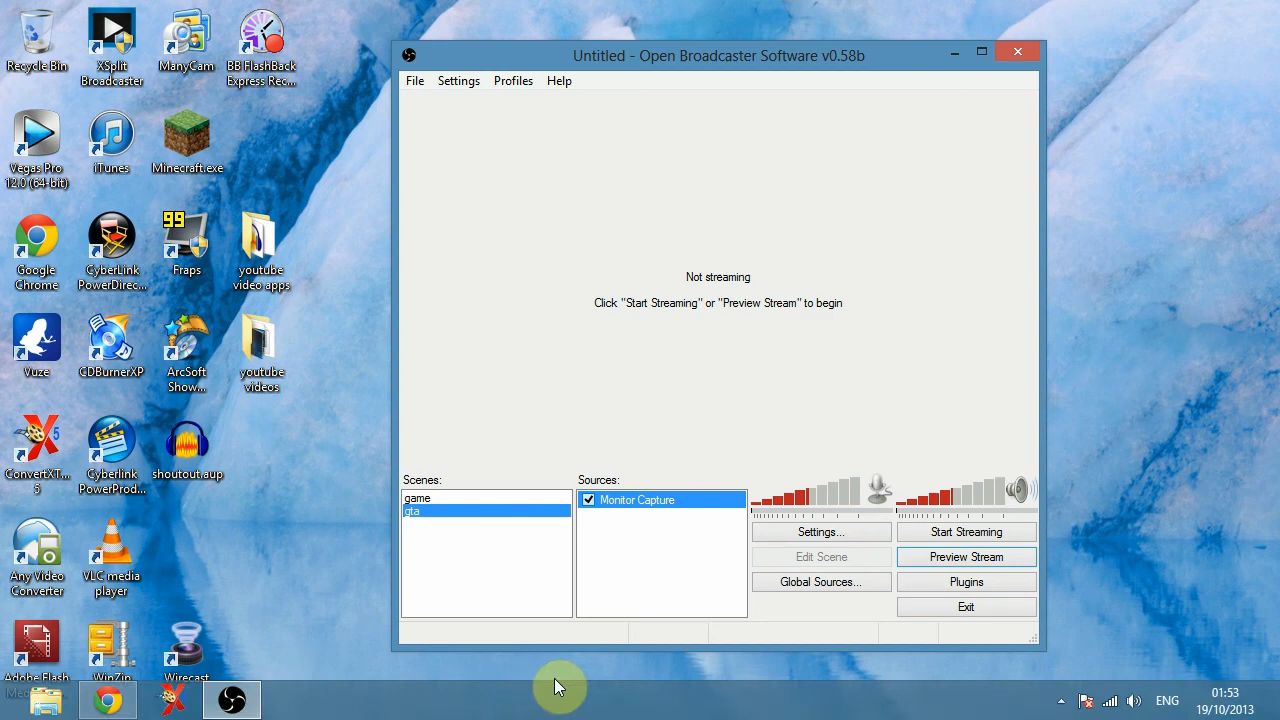 Recycle Bin
XSplit
Broadcaster
ManyCam
BB FlashBack
Express Rec...
Vegas Pro
12.0 (64-bit)
iTunes
Minecraft.exe
Google
Chrome
CyberLink
PowerDirec...
99
Fraps
youtube
video apps
Vuze
CDBurnerXP
ArcSoft
Show...
youtube
videos
ConvertXT...
5
5
Cyberlink
PowerProd...
shoutout.aup
Any Video
Converter
VLC media
player
Adobe Flash
WinZip
Wirecast
Untitled - Open Broadcaster Software v0.58b
File
Settings
Profiles
Help
Not streaming
Click "Start Streaming" or "Preview Stream" to begin
Scenes:
game
gta
Sources:
Monitor Capture
Settings...
Start Streaming
Edit Scene
Preview Stream
Global Sources...
Plugins
Exit
ENG
01:53
19/10/2013